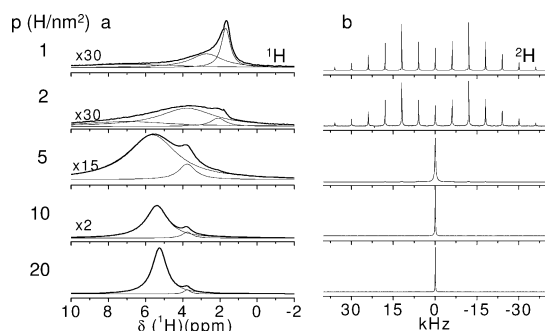 p (H/nm²) a b
1 x30 ¹H ²H
2 x30
5 x15
10 x2
20
10 8 6 4 2 0 -2 30 15 0 -15 -30
δ (¹H)(ppm) kHz